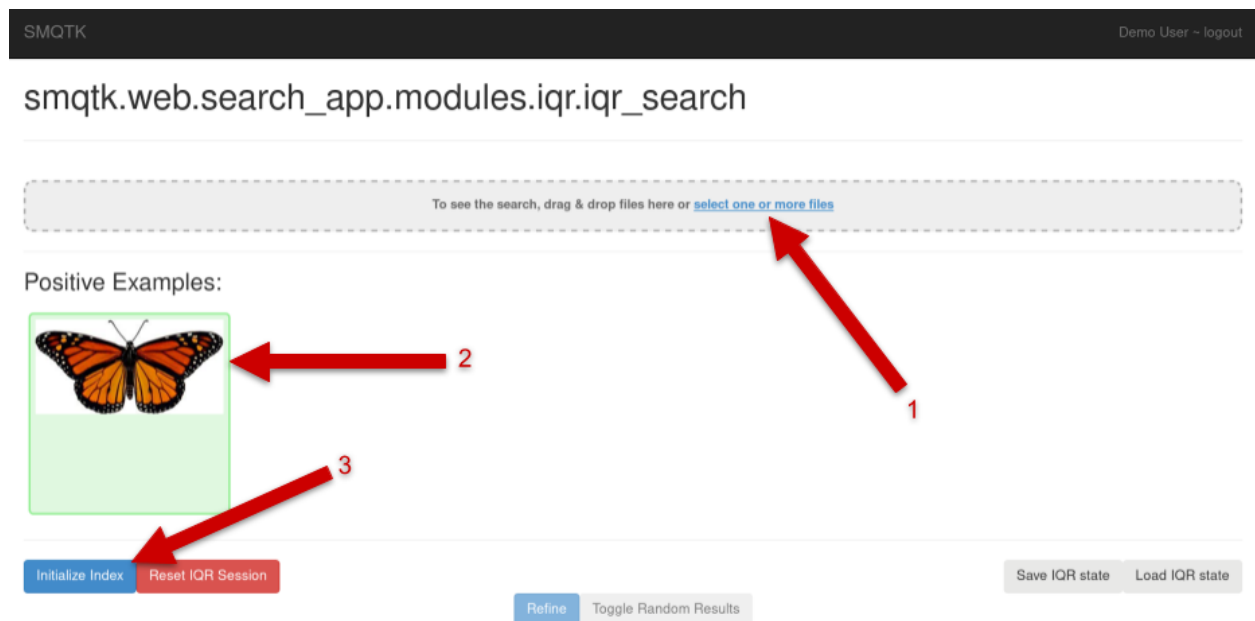 SMQTK Demo User ~ logout
smqtk.web.search_app.modules.iqr.iqr_search
To see the search, drag & drop files here or select one or more files
Positive Examples:
2
1
3
Initialize Index Reset IQR Session Save IQR state Load IQR state
Refine Toggle Random Results